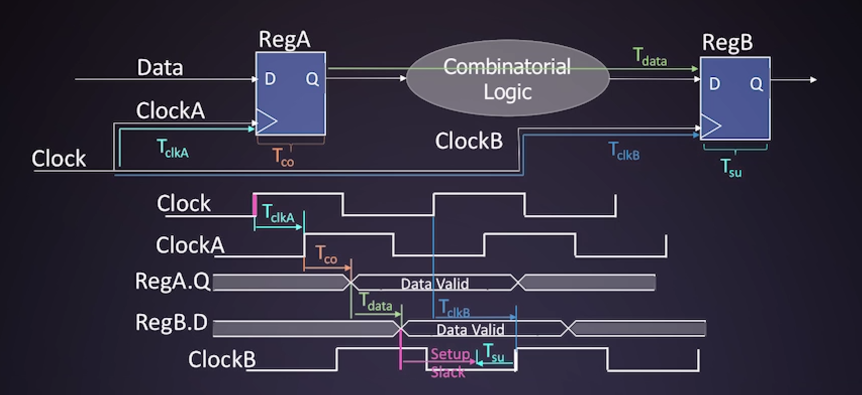 RegA
RegB
Data
D
Q
Combinatorial
Logic
Tdata
D
Q
ClockA
TclkA
Tco
ClockB
TclkB
Tsu
Clock
Clock
TclkA
ClockA
Tco
RegA.Q
Data Valid
Tdata
TclkB
RegB.D
Data Valid
ClockB
Setup
Slack
Tsu